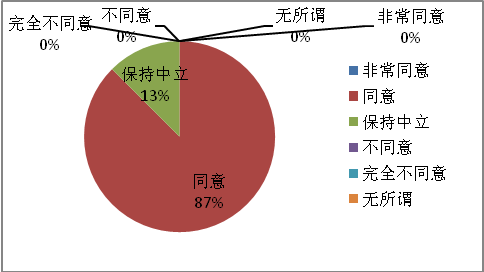 完全不同意
0%
不同意
0%
无所谓
0%
非常同意
0%
保持中立
13%
同意
87%
非常同意
同意
保持中立
不同意
完全不同意
无所谓